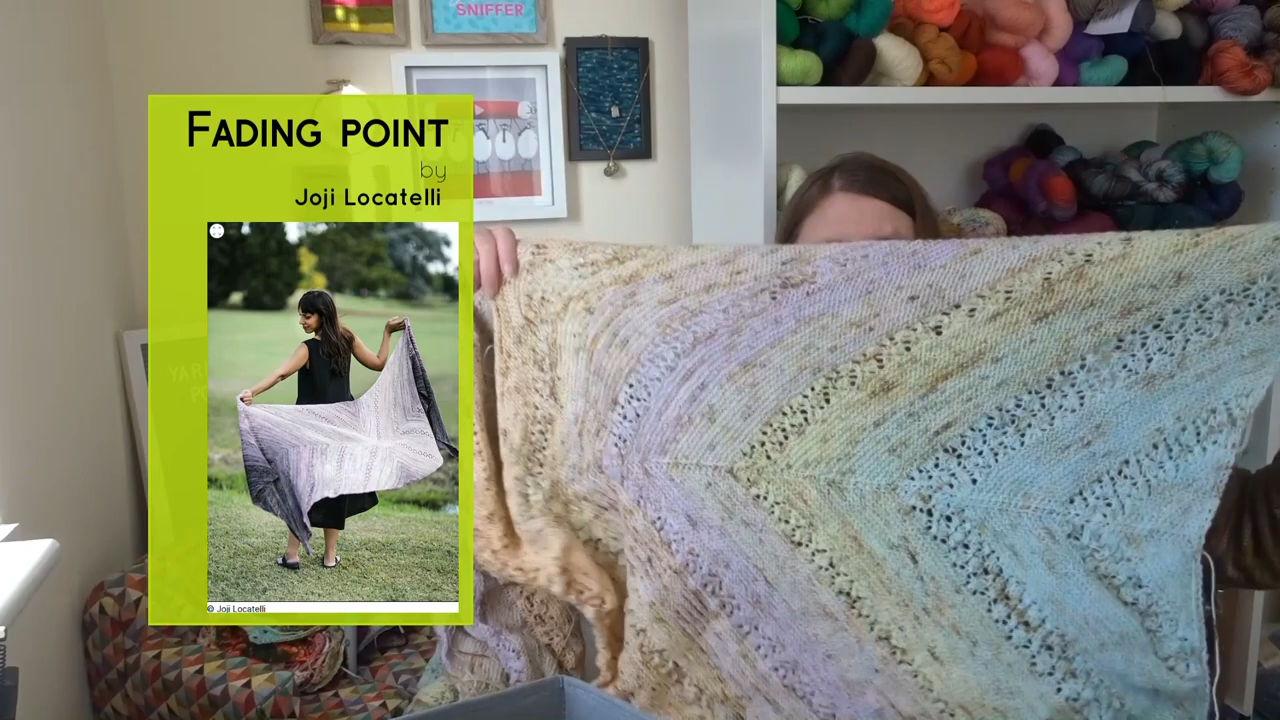 SNIFFER
FADING POINT
by
Joji Locatelli
© Joji Locatelli